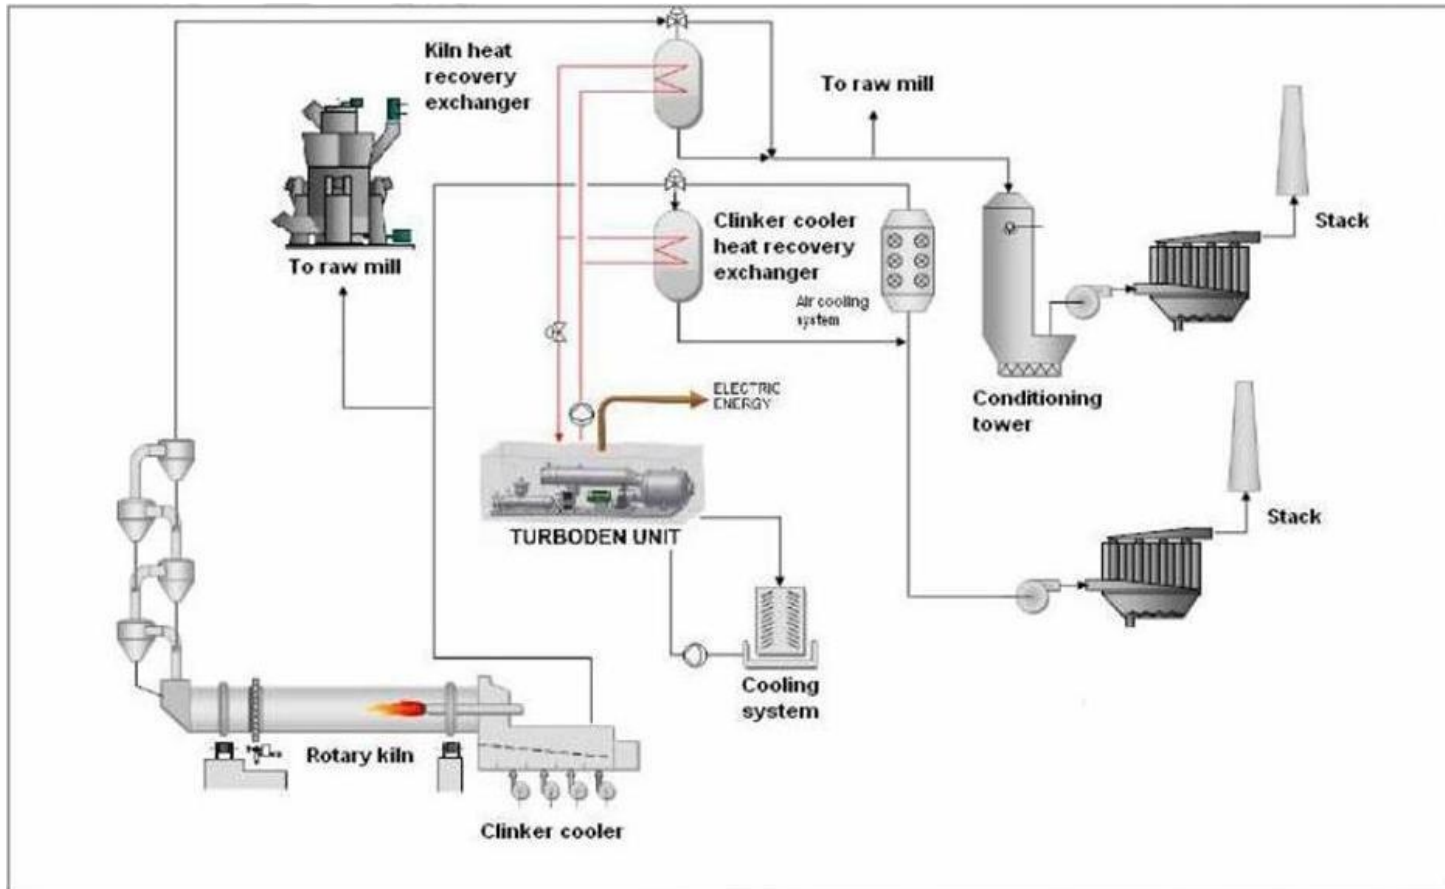 Kiln heat
recovery
exchanger
To raw mill
To raw mill
Clinker cooler
heat recovery
exchanger
Air cooling
system
Stack
ELECTRIC
ENERGY
Conditioning
tower
TURBODEN UNIT
Stack
Cooling
system
Rotary kiln
Clinker cooler